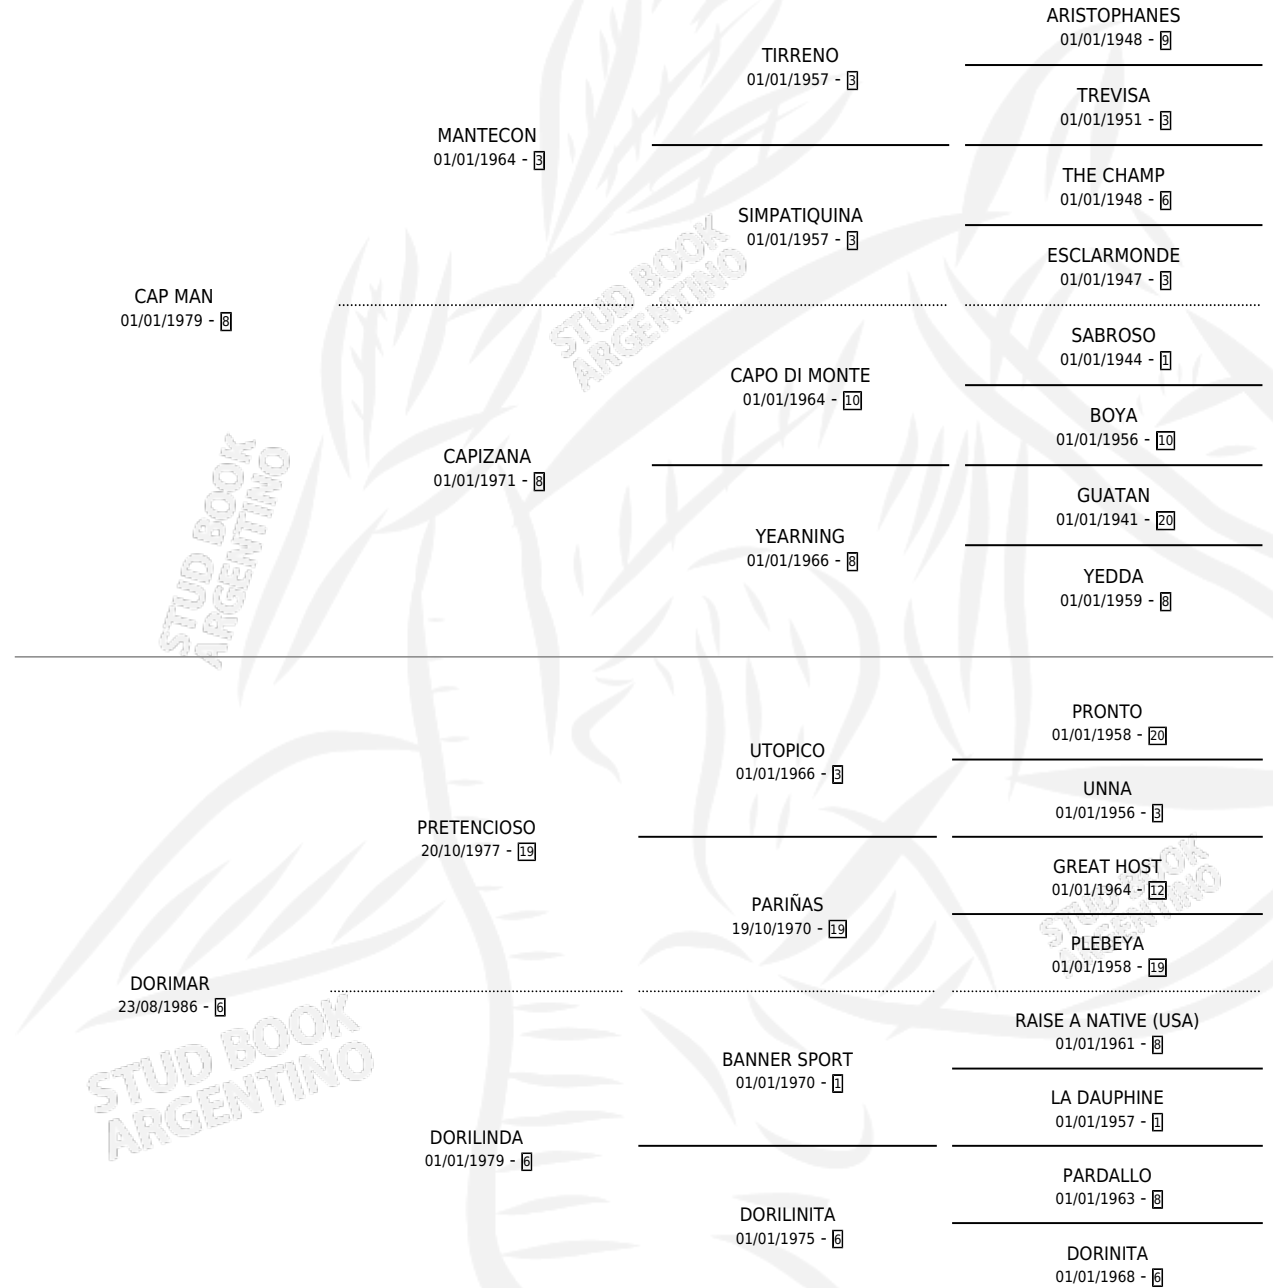 ARISTOPHANES
01/01/1948 - 9
TIRRENO
01/01/1957 - 3
TREVISA
01/01/1951 - 3
MANTECON
01/01/1964 - 3
THE CHAMP
01/01/1948 - 6
SIMPATIQUINA
01/01/1957 - 3
ESCLARMONDE
01/01/1947 - 3
CAP MAN
01/01/1979 - 8
SABROSO
01/01/1944 - 1
CAPO DI MONTE
01/01/1964 - 10
BOYA
01/01/1956 - 10
CAPIZANA
01/01/1971 - 8
GUATAN
01/01/1941 - 20
YEARNING
01/01/1966 - 8
YEDDA
01/01/1959 - 8
PRONTO
01/01/1958 - 20
UTOPICO
01/01/1966 - 3
UNNA
01/01/1956 - 3
PRETENCIOSO
20/10/1977 - 19
GREAT HOST
01/01/1964 - 12
PARIÑAS
19/10/1970 - 19
PLEBEYA
01/01/1958 - 19
DORIMAR
23/08/1986 - 6
RAISE A NATIVE (USA)
01/01/1961 - 8
BANNER SPORT
01/01/1970 - 1
LA DAUPHINE
01/01/1957 - 1
DORILINDA
01/01/1979 - 6
PARDALLO
01/01/1963 - 8
DORILINITA
01/01/1975 - 6
DORINITA
01/01/1968 - 6
STUD BOOK
ARGENTINO
STUD BOOK
ARGENTINO
STUD BOOK
ARGENTINO
STUD BOOK
ARGENTINO